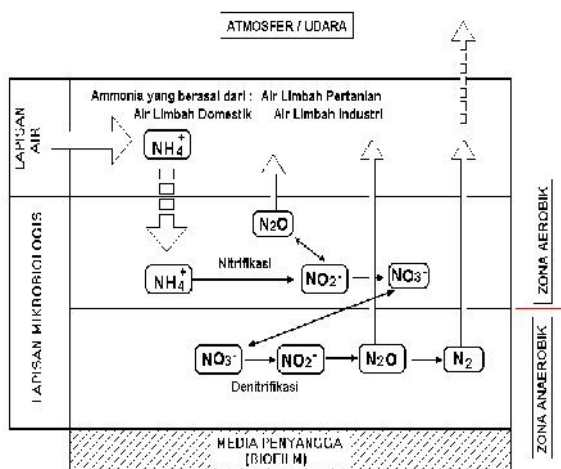 ATMOSFER / UDARA
Ammonia yang berasal dari : Air Limbah Pertanian
Air Limbah Domestik Air Limbah Industri
LAPISAN AIR
NH₄⁺
N₂O
Nitrifikasi
NH₄⁺ NO₂⁻ NO₃⁻
ZONA AEROBIK
LAPISAN MIKROBIOLOGIS
NO₃⁻ NO₂⁻ N₂O N₂
Denitrifikasi
ZONA ANAEROBIK
MEDIA PENYANGGA
(BIOFILM)